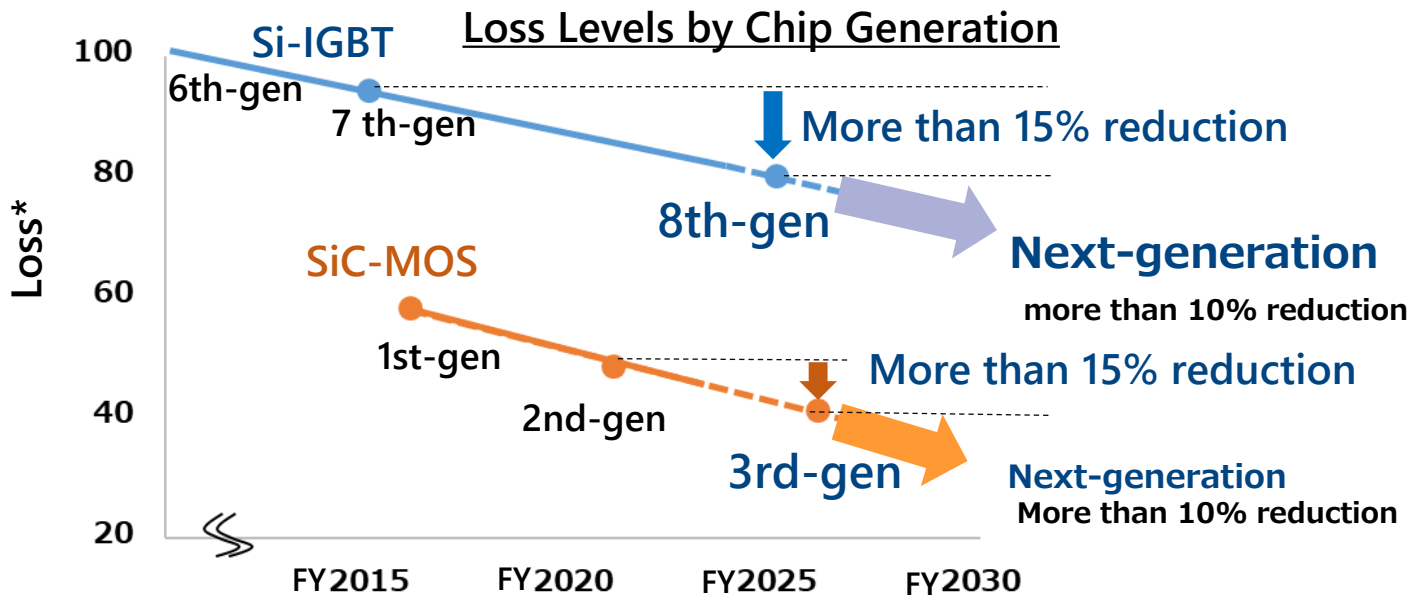 Loss Levels by Chip Generation
Si-IGBT
100
6th-gen
7 th-gen
More than 15% reduction
80
8th-gen
Next-generation
more than 10% reduction
Loss*
SiC-MOS
60
1st-gen
More than 15% reduction
2nd-gen
40
3rd-gen
Next-generation
More than 10% reduction
20
FY2015 FY2020 FY2025 FY2030